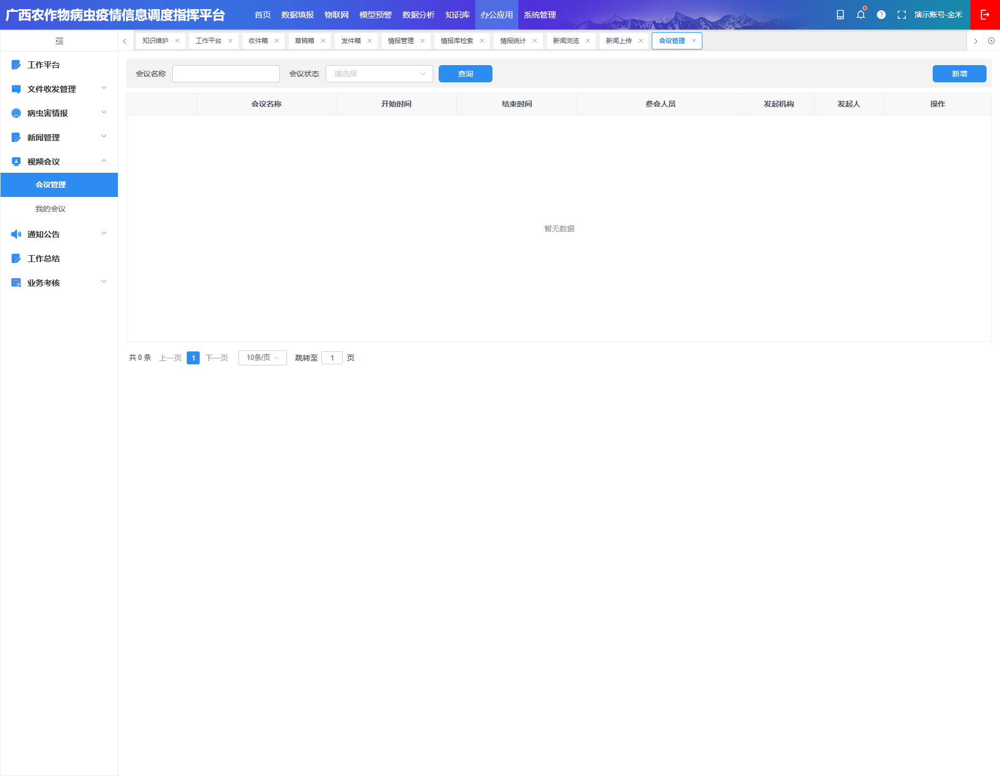 广西农作物病虫疫情信息调度指挥平台 首页 数据填报 物联网 模型预警 数据分析 知识库 办公应用 系统管理 演示账号-金禾
知识维护 工作平台 收件箱 草稿箱 发件箱 情报管理 情报库检索 情报统计 新闻浏览 新闻上传 会议管理
工作平台
文件收发管理
病虫害情报
新闻管理
视频会议
会议管理
我的会议
通知公告
工作总结
业务考核
会议名称 会议状态 请选择 查询 新增
会议名称 开始时间 结束时间 参会人员 发起机构 发起人 操作
暂无数据
共 0 条 上一页 1 下一页 10条/页 跳转至 1 页